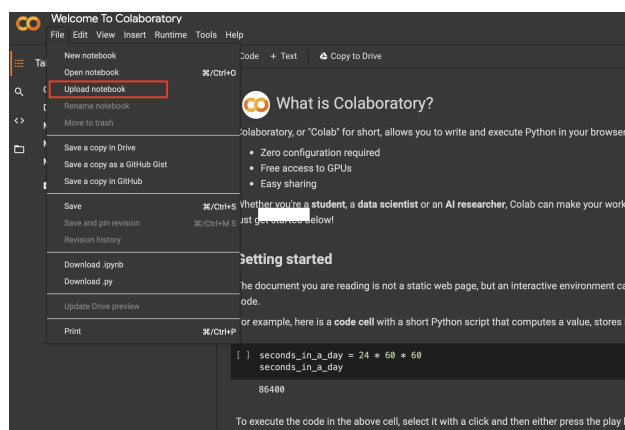 Welcome To Colaboratory
File Edit View Insert Runtime Tools Help
New notebook
Open notebook ⌘/Ctrl+O
Upload notebook
Rename notebook
Move to trash
Save a copy in Drive
Save a copy as a GitHub Gist
Save a copy in GitHub
Save ⌘/Ctrl+S
Save and pin revision ⌘/Ctrl+M S
Revision history
Download .ipynb
Download .py
Update Drive preview
Print ⌘/Ctrl+P
Ta
Code + Text Copy to Drive
What is Colaboratory?
olaboratory, or "Colab" for short, allows you to write and execute Python in your browser
• Zero configuration required
• Free access to GPUs
• Easy sharing
Whether you're a student, a data scientist or an AI researcher, Colab can make your work
ust get below!
Getting started
The document you are reading is not a static web page, but an interactive environment ca
ode.
or example, here is a code cell with a short Python script that computes a value, stores
[ ] seconds_in_a_day = 24 * 60 * 60
seconds_in_a_day
86400
To execute the code in the above cell, select it with a click and then either press the play